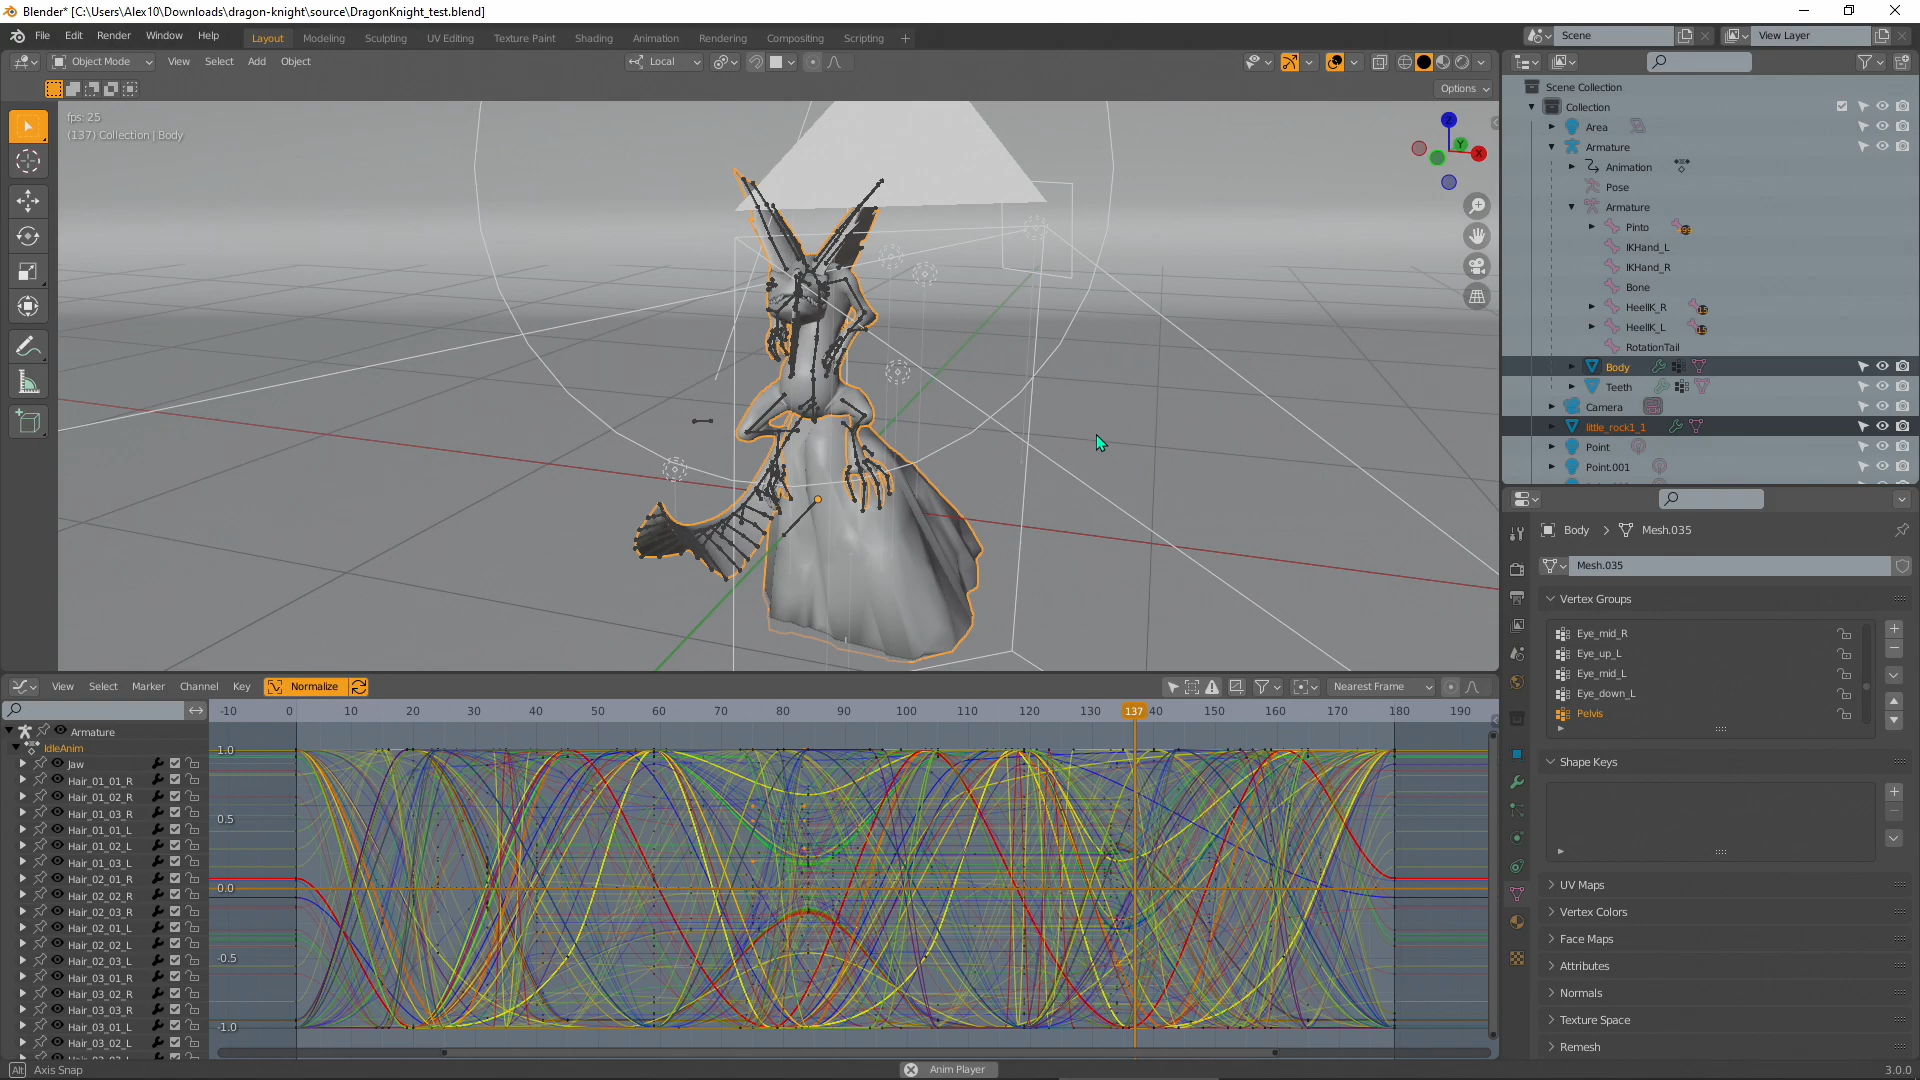 Blender* [C:\Users\Alex10\Downloads\dragon-knight\source\DragonKnight_test.blend]
File Edit Render Window Help
Layout Modeling Sculpting UV Editing Texture Paint Shading Animation Rendering Compositing Scripting +
Scene
View Layer
Object Mode View Select Add Object
Local
Options
fps: 25
(137) Collection | Body
Z
Y
X
Scene Collection
Collection
Area
Armature
Animation
Pose
Armature
Pinto
IKHand_L
IKHand_R
Bone
HeelIK_R 15
HeelIK_L 15
RotationTail
Body
Teeth
Camera
little_rock1_1
Point
Point.001
Body > Mesh.035
Mesh.035
Vertex Groups
Eye_mid_R
Eye_up_L
Eye_mid_L
Eye_down_L
Pelvis
Shape Keys
UV Maps
Vertex Colors
Face Maps
Attributes
Normals
Texture Space
Remesh
View Select Marker Channel Key Normalize
Nearest Frame
-10 0 10 20 30 40 50 60 70 80 90 100 110 120 137 40 150 160 170 180 190
Armature
IdleAnim
Jaw
Hair_01_01_R
Hair_01_02_R
Hair_01_03_R
Hair_01_01_L
Hair_01_02_L
Hair_01_03_L
Hair_02_01_R
Hair_02_02_R
Hair_02_03_R
Hair_02_01_L
Hair_02_02_L
Hair_02_03_L
Hair_03_01_R
Hair_03_02_R
Hair_03_03_R
Hair_03_01_L
Hair_03_02_L
1.0
0.5
0.0
-0.5
-1.0
Alt Axis Snap
Anim Player
3.0.0